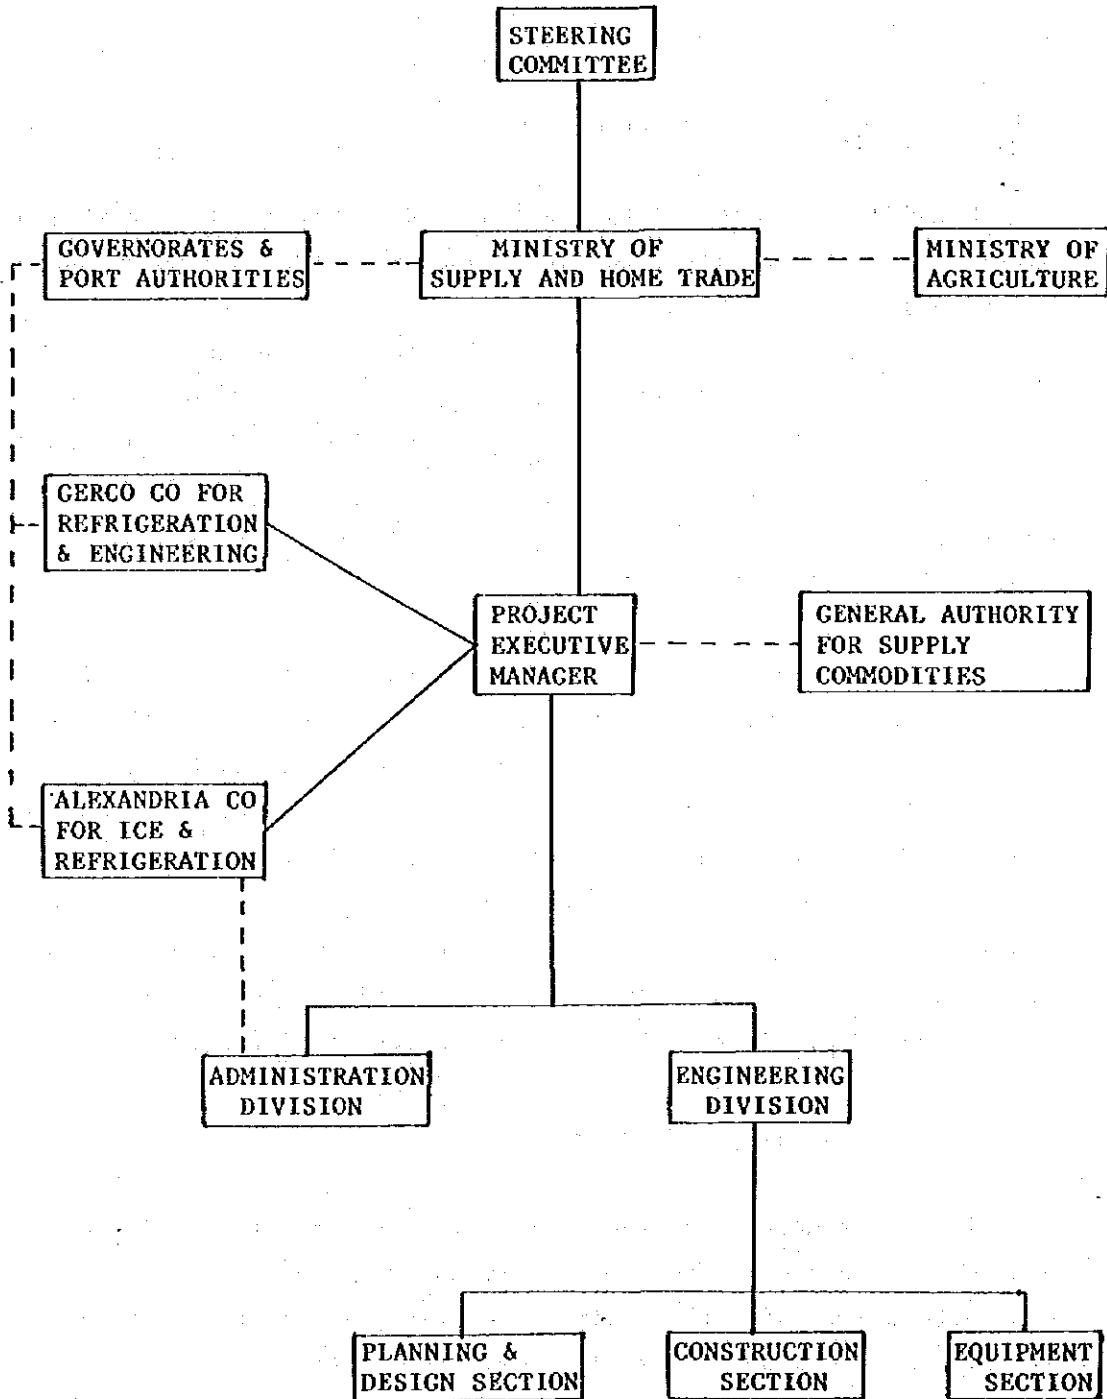 STEERING
COMMITTEE
GOVERNORATES &
PORT AUTHORITIES
MINISTRY OF
SUPPLY AND HOME TRADE
MINISTRY OF
AGRICULTURE
GERCO CO FOR
REFRIGERATION
& ENGINEERING
PROJECT
EXECUTIVE
MANAGER
GENERAL AUTHORITY
FOR SUPPLY
COMMODITIES
ALEXANDRIA CO
FOR ICE &
REFRIGERATION
ADMINISTRATION
DIVISION
ENGINEERING
DIVISION
PLANNING &
DESIGN SECTION
CONSTRUCTION
SECTION
EQUIPMENT
SECTION